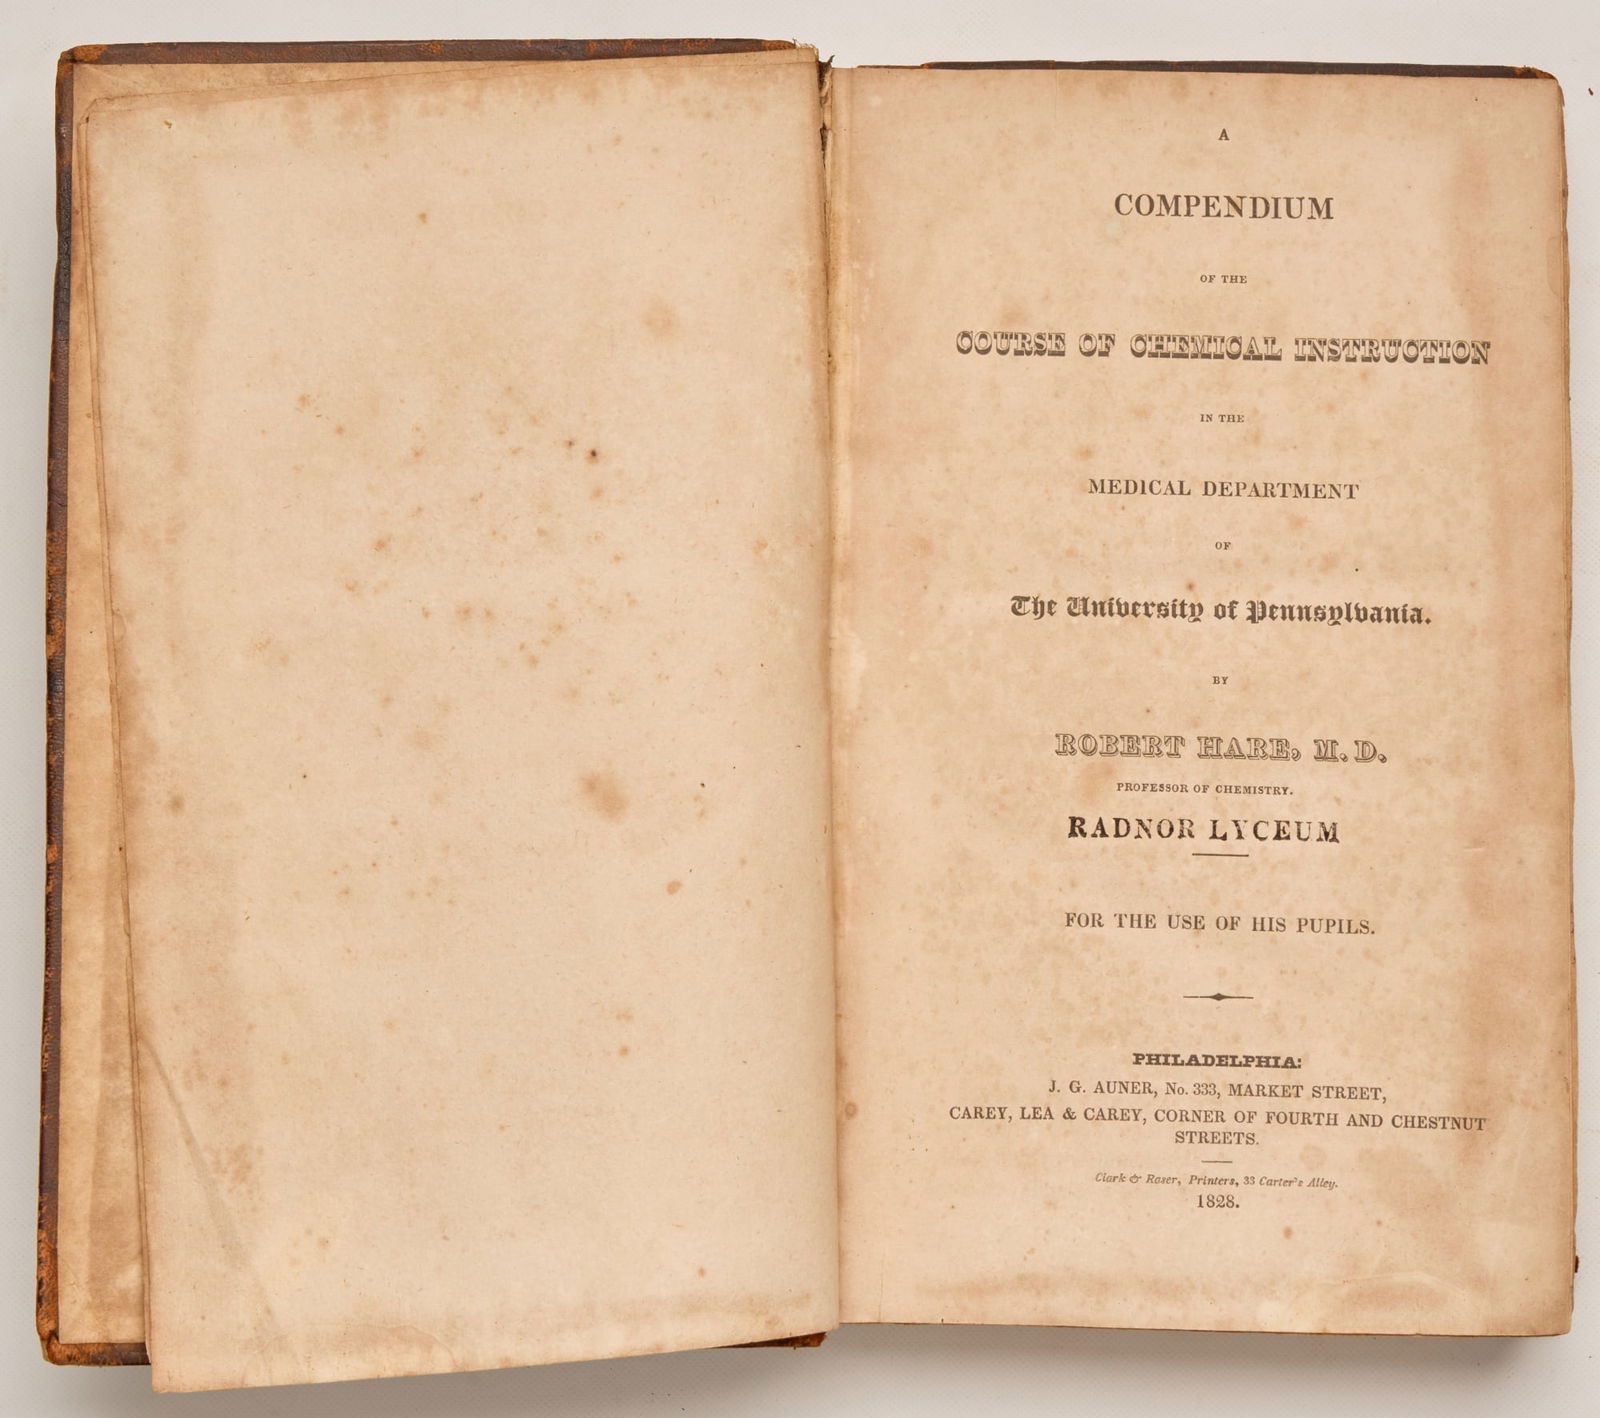 A
COMPENDIUM
OF THE
COURSE OF CHEMICAL INSTRUCTION
IN THE
MEDICAL DEPARTMENT
OF
The University of Pennsylvania.
BY
ROBERT HARE, M. D.
PROFESSOR OF CHEMISTRY.
RADNOR LYCEUM
FOR THE USE OF HIS PUPILS.
PHILADELPHIA:
J. G. AUNER, No. 333, MARKET STREET,
CAREY, LEA & CAREY, CORNER OF FOURTH AND CHESTNUT
STREETS.
Clark & Raser, Printers, 33 Carter's Alley.
1828.